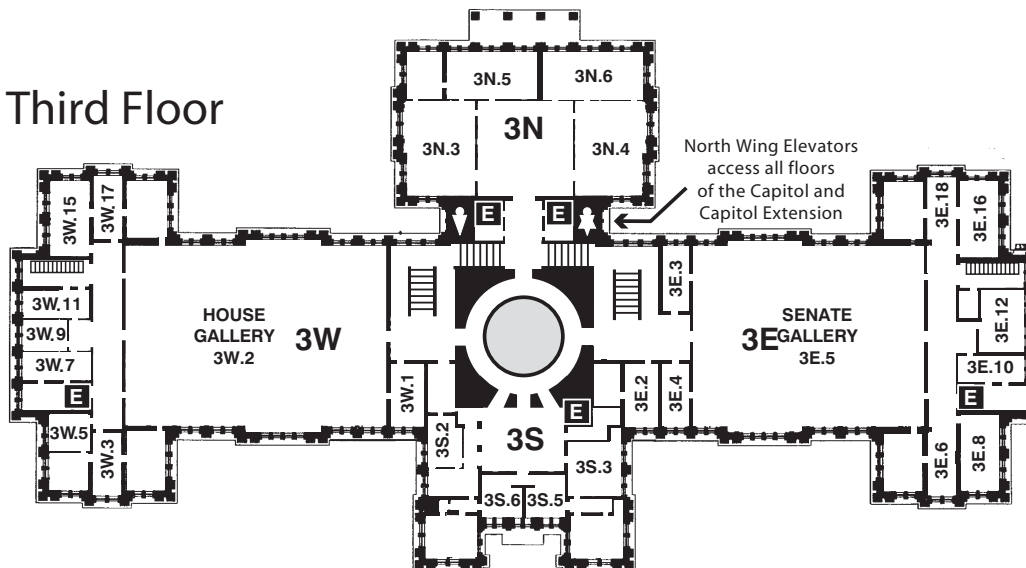 Third Floor
3N.5
3N.6
3N
3N.3
3N.4
North Wing Elevators
access all floors
of the Capitol and
Capitol Extension
E
E
3W.15
3W.17
3E.18
3E.16
3W.11
3W.9
3W.7
E
3W.5
3W.3
HOUSE
GALLERY
3W.2
3W
3W.1
3E.3
3E.2
3E.4
SENATE
GALLERY
3E.5
3E
3E.12
3E.10
E
3E.6
3E.8
E
3S
3S.2
3S.3
3S.6
3S.5